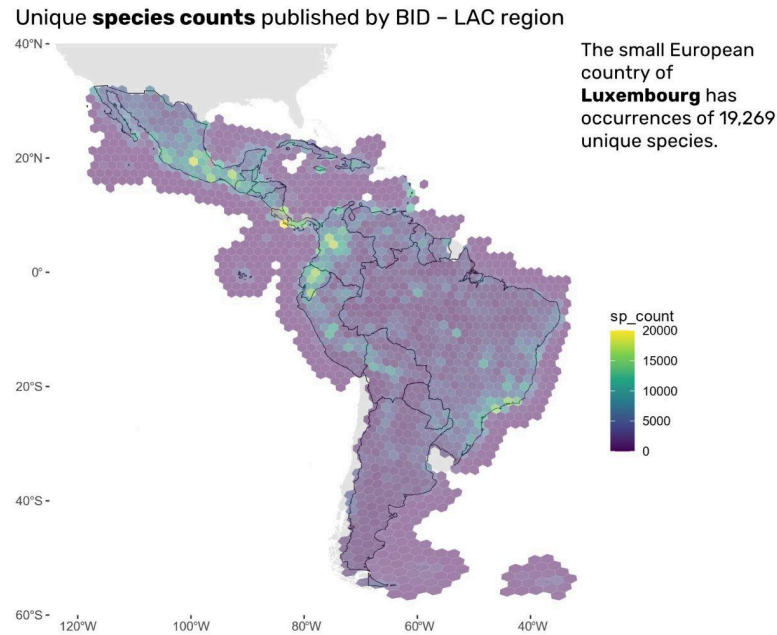 Unique species counts published by BID – LAC region
The small European
country of
Luxembourg has
occurrences of 19,269
unique species.
40°N
20°N
0°
20°S
40°S
60°S
120°W
100°W
80°W
60°W
40°W
sp_count
20000
15000
10000
5000
0